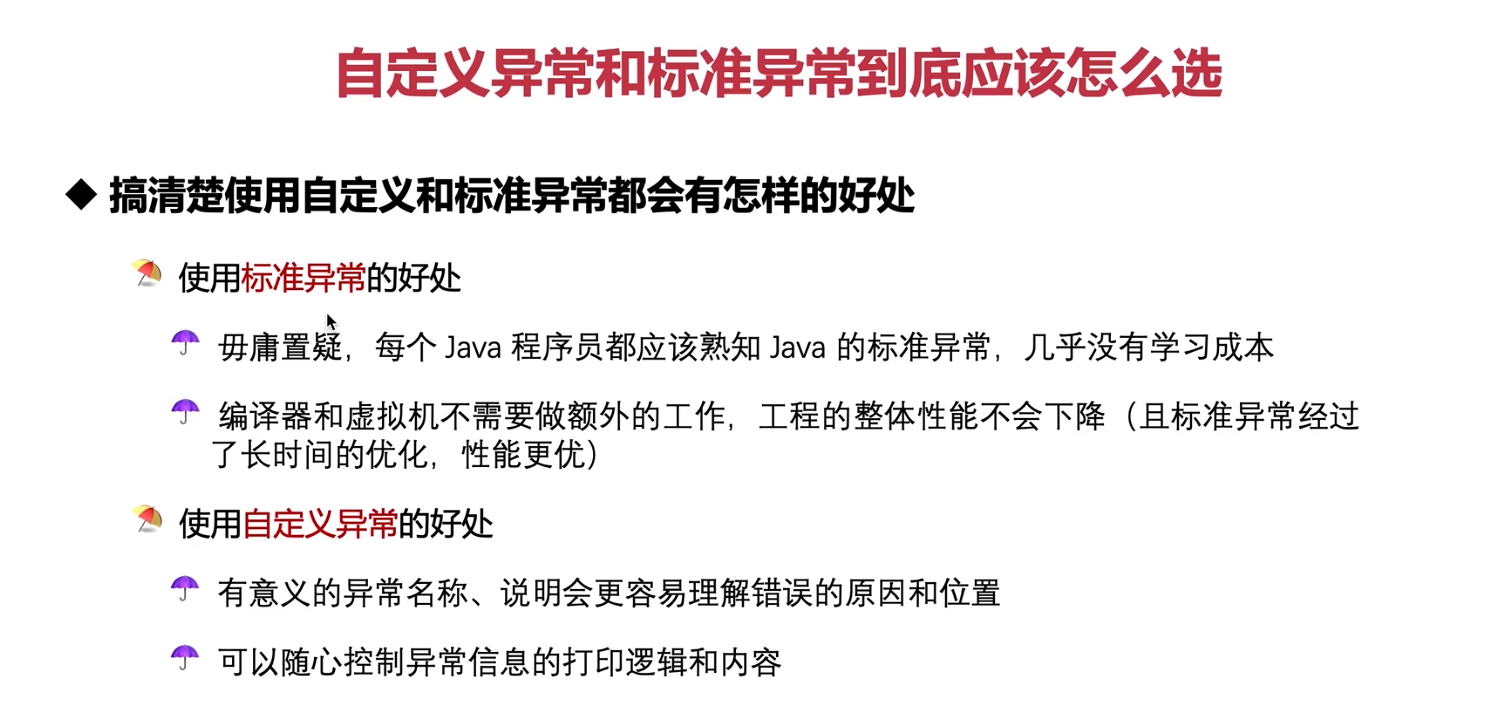 自定义异常和标准异常到底应该怎么选
搞清楚使用自定义和标准异常都会有怎样的好处
使用标准异常的好处
毋庸置疑，每个 Java 程序员都应该熟知 Java 的标准异常，几乎没有学习成本
编译器和虚拟机不需要做额外的工作，工程的整体性能不会下降（且标准异常经过
了长时间的优化，性能更优）
使用自定义异常的好处
有意义的异常名称、说明会更容易理解错误的原因和位置
可以随心控制异常信息的打印逻辑和内容